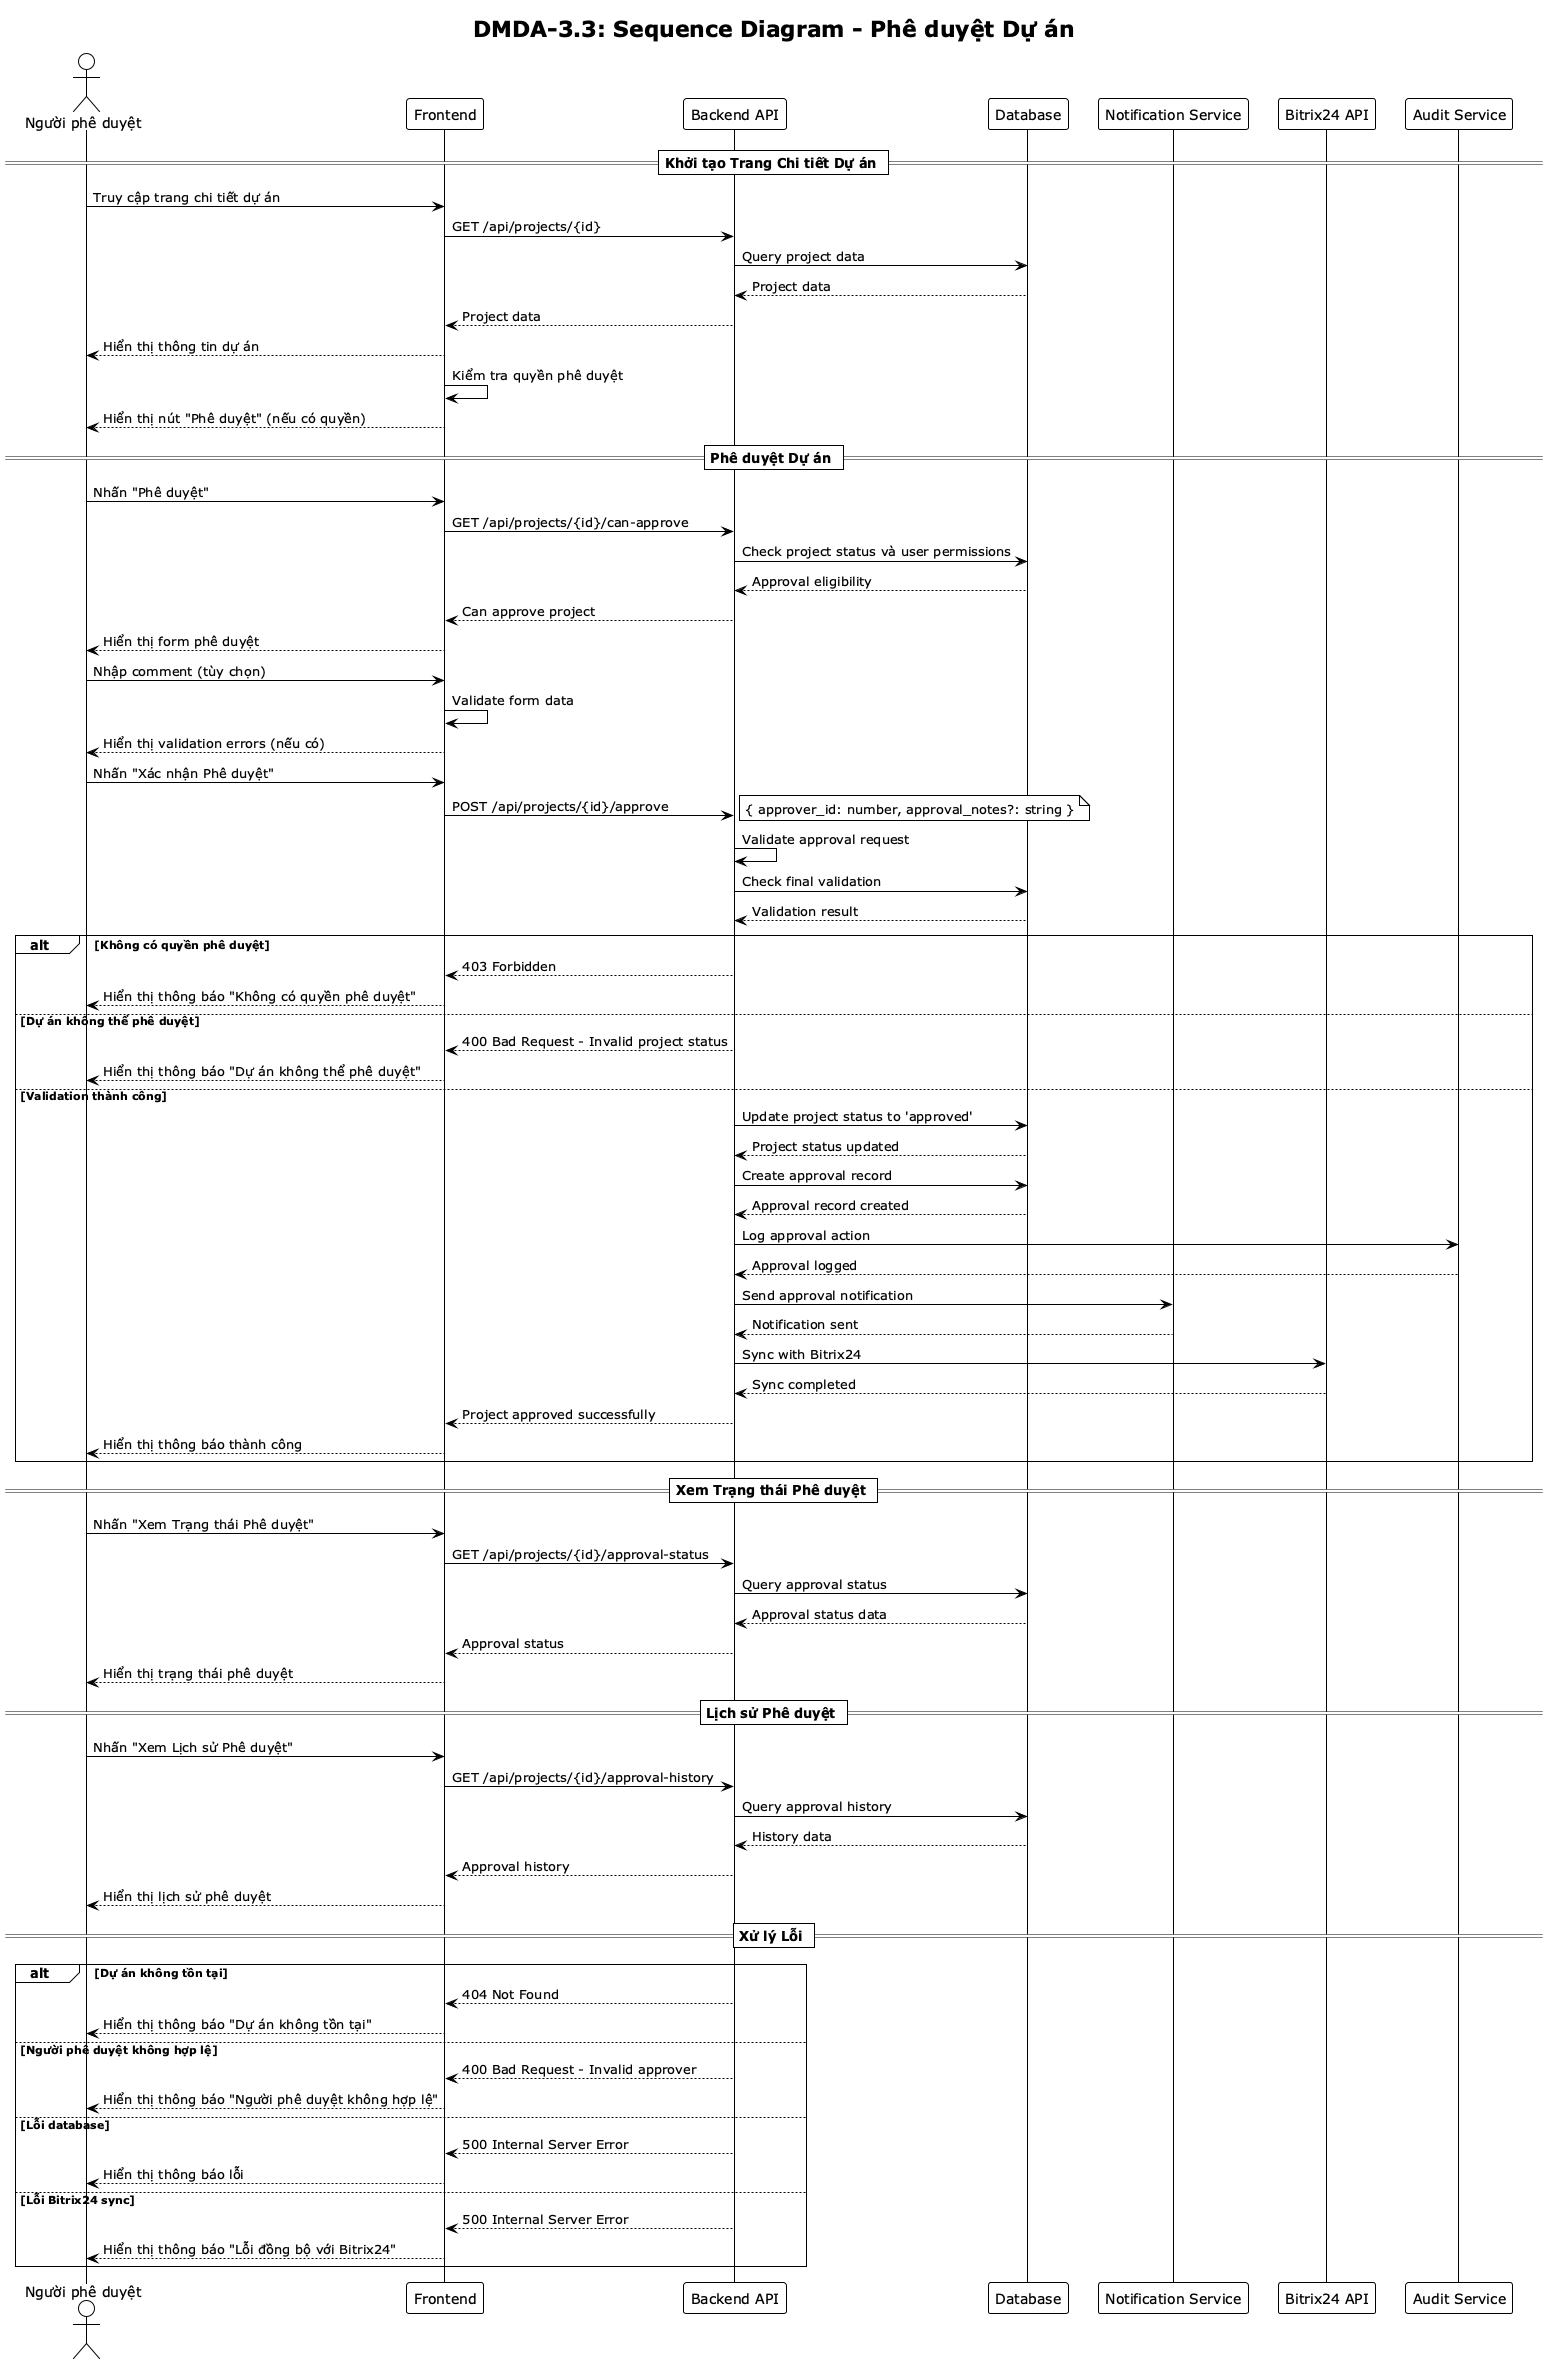 DMDA-3.3: Sequence Diagram - Phê duyệt Dự án
Người phê duyệt
Frontend
Backend API
Database
Notification Service
Bitrix24 API
Audit Service
Khởi tạo Trang Chi tiết Dự án
Truy cập trang chi tiết dự án
GET /api/projects/{id}
Query project data
Project data
Project data
Hiển thị thông tin dự án
Kiểm tra quyền phê duyệt
Hiển thị nút "Phê duyệt" (nếu có quyền)
Phê duyệt Dự án
Nhấn "Phê duyệt"
GET /api/projects/{id}/can-approve
Check project status và user permissions
Approval eligibility
Can approve project
Hiển thị form phê duyệt
Nhập comment (tùy chọn)
Validate form data
Hiển thị validation errors (nếu có)
Nhấn "Xác nhận Phê duyệt"
POST /api/projects/{id}/approve
{ approver_id: number, approval_notes?: string }
Validate approval request
Check final validation
Validation result
alt
[Không có quyền phê duyệt]
403 Forbidden
Hiển thị thông báo "Không có quyền phê duyệt"
[Dự án không thể phê duyệt]
400 Bad Request - Invalid project status
Hiển thị thông báo "Dự án không thể phê duyệt"
[Validation thành công]
Update project status to 'approved'
Project status updated
Create approval record
Approval record created
Log approval action
Approval logged
Send approval notification
Notification sent
Sync with Bitrix24
Sync completed
Project approved successfully
Hiển thị thông báo thành công
Xem Trạng thái Phê duyệt
Nhấn "Xem Trạng thái Phê duyệt"
GET /api/projects/{id}/approval-status
Query approval status
Approval status data
Approval status
Hiển thị trạng thái phê duyệt
Lịch sử Phê duyệt
Nhấn "Xem Lịch sử Phê duyệt"
GET /api/projects/{id}/approval-history
Query approval history
History data
Approval history
Hiển thị lịch sử phê duyệt
Xử lý Lỗi
alt
[Dự án không tồn tại]
404 Not Found
Hiển thị thông báo "Dự án không tồn tại"
[Người phê duyệt không hợp lệ]
400 Bad Request - Invalid approver
Hiển thị thông báo "Người phê duyệt không hợp lệ"
[Lỗi database]
500 Internal Server Error
Hiển thị thông báo lỗi
[Lỗi Bitrix24 sync]
500 Internal Server Error
Hiển thị thông báo "Lỗi đồng bộ với Bitrix24"
Người phê duyệt
Frontend
Backend API
Database
Notification Service
Bitrix24 API
Audit Service